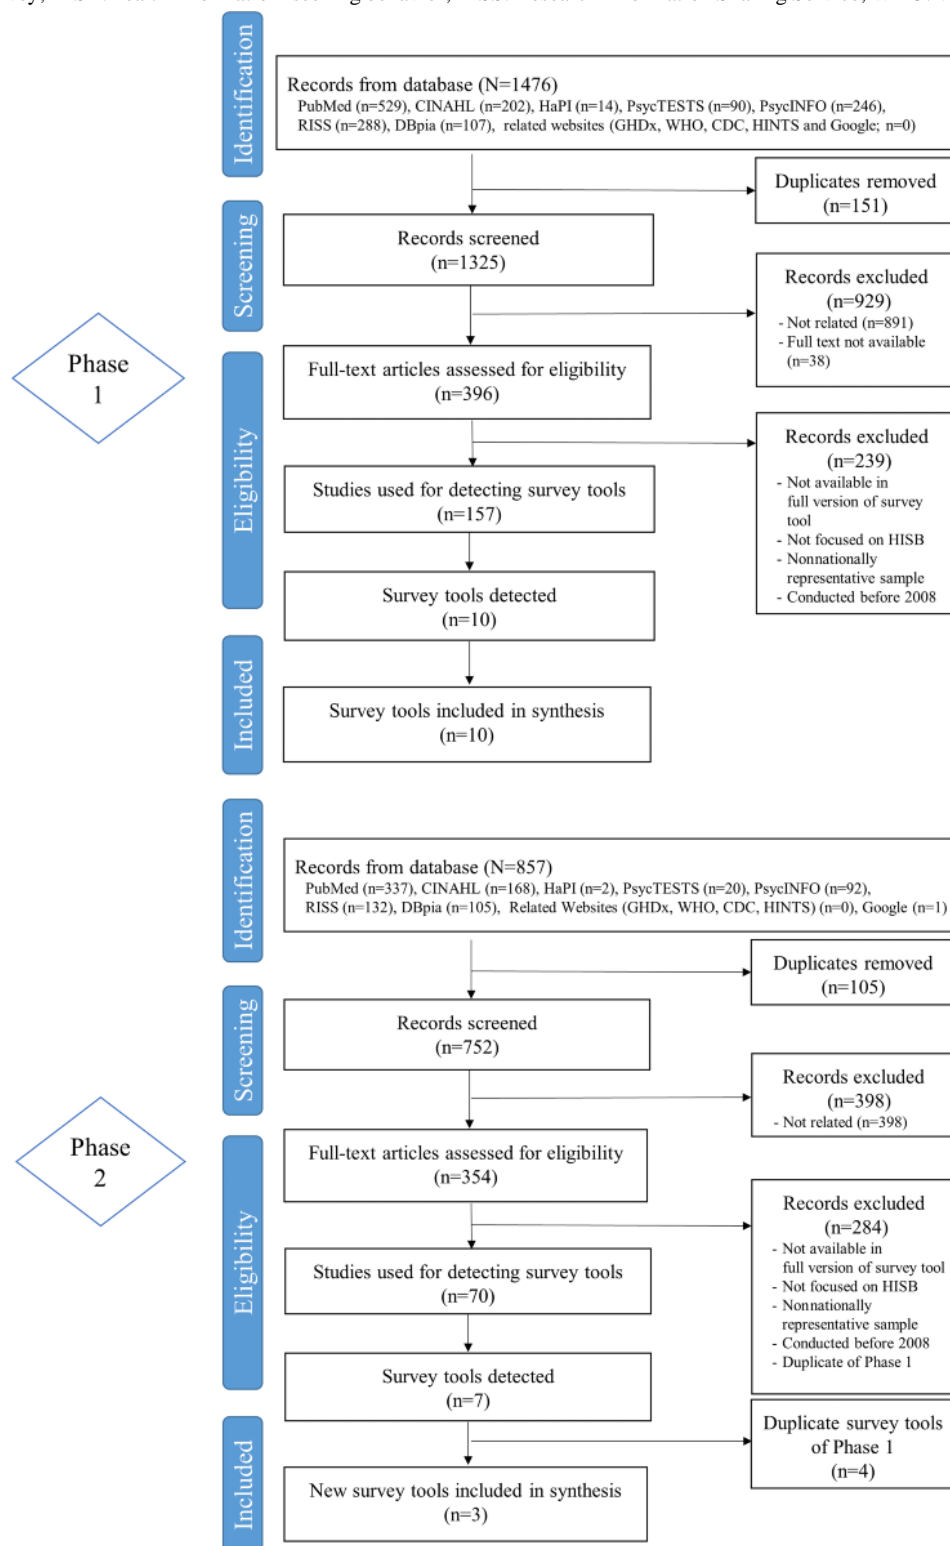 Identification
Records from database (N=1476)
PubMed (n=529), CINAHL (n=202), HaPI (n=14), PsycTESTS (n=90), PsycINFO (n=246),
RISS (n=288), DBpia (n=107), related websites (GHDx, WHO, CDC, HINTS and Google; n=0)
Duplicates removed
(n=151)
Screening
Records screened
(n=1325)
Records excluded
(n=929)
- Not related (n=891)
- Full text not available
(n=38)
Phase
1
Eligibility
Full-text articles assessed for eligibility
(n=396)
Records excluded
(n=239)
- Not available in
full version of survey
tool
- Not focused on HISB
- Nonnationally
representative sample
- Conducted before 2008
Studies used for detecting survey tools
(n=157)
Survey tools detected
(n=10)
Included
Survey tools included in synthesis
(n=10)
Identification
Records from database (N=857)
PubMed (n=337), CINAHL (n=168), HaPI (n=2), PsycTESTS (n=20), PsycINFO (n=92),
RISS (n=132), DBpia (n=105), Related Websites (GHDx, WHO, CDC, HINTS) (n=0), Google (n=1)
Duplicates removed
(n=105)
Screening
Records screened
(n=752)
Records excluded
(n=398)
- Not related (n=398)
Phase
2
Eligibility
Full-text articles assessed for eligibility
(n=354)
Records excluded
(n=284)
- Not available in
full version of survey tool
- Not focused on HISB
- Nonnationally
representative sample
- Conducted before 2008
- Duplicate of Phase 1
Studies used for detecting survey tools
(n=70)
Survey tools detected
(n=7)
Duplicate survey tools
of Phase 1
(n=4)
Included
New survey tools included in synthesis
(n=3)